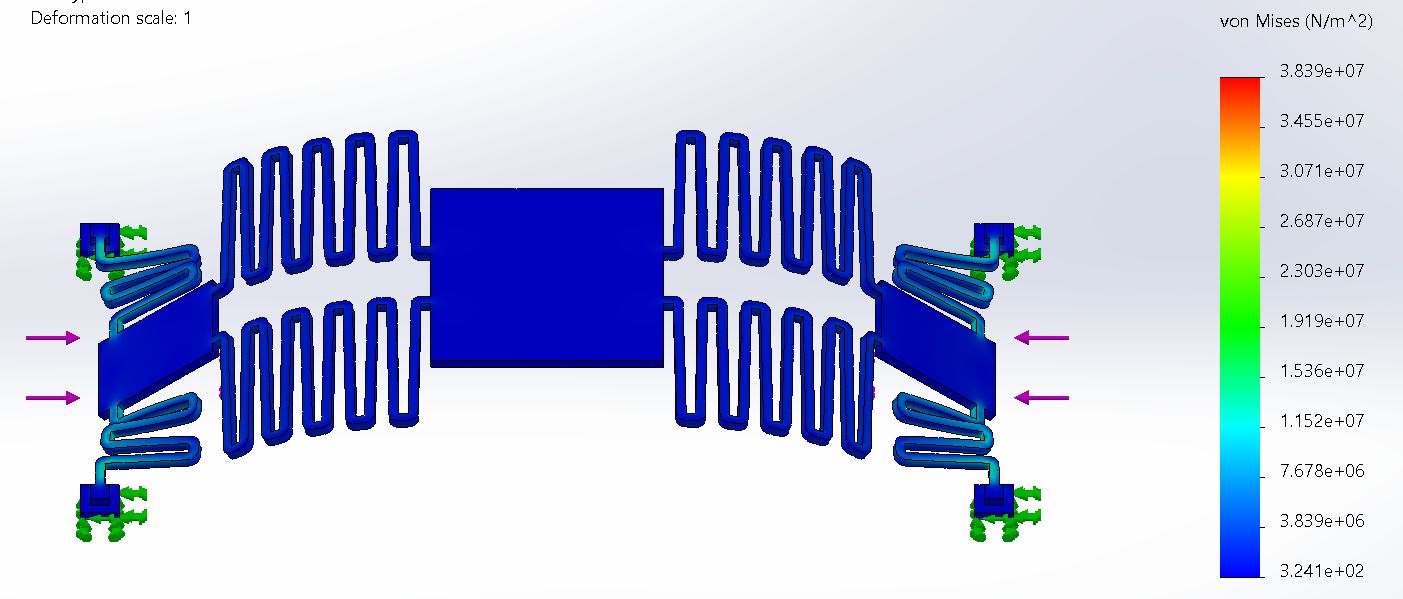 Deformation scale: 1
von Mises (N/m^2)
3.839e+07
3.455e+07
3.071e+07
2.687e+07
2.303e+07
1.919e+07
1.536e+07
1.152e+07
7.678e+06
3.839e+06
3.241e+02